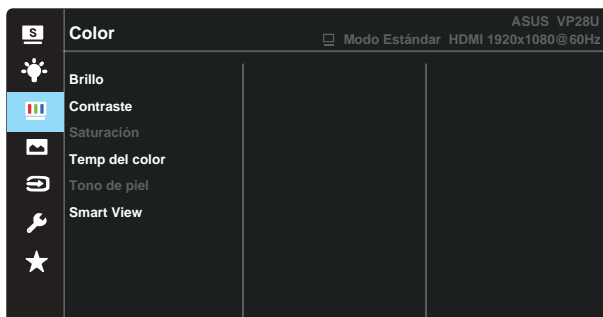 S
Color
ASUS VP28U
Modo Estándar HDMI 1920x1080@60Hz
Brillo
Contraste
Saturación
Temp del color
Tono de piel
Smart View